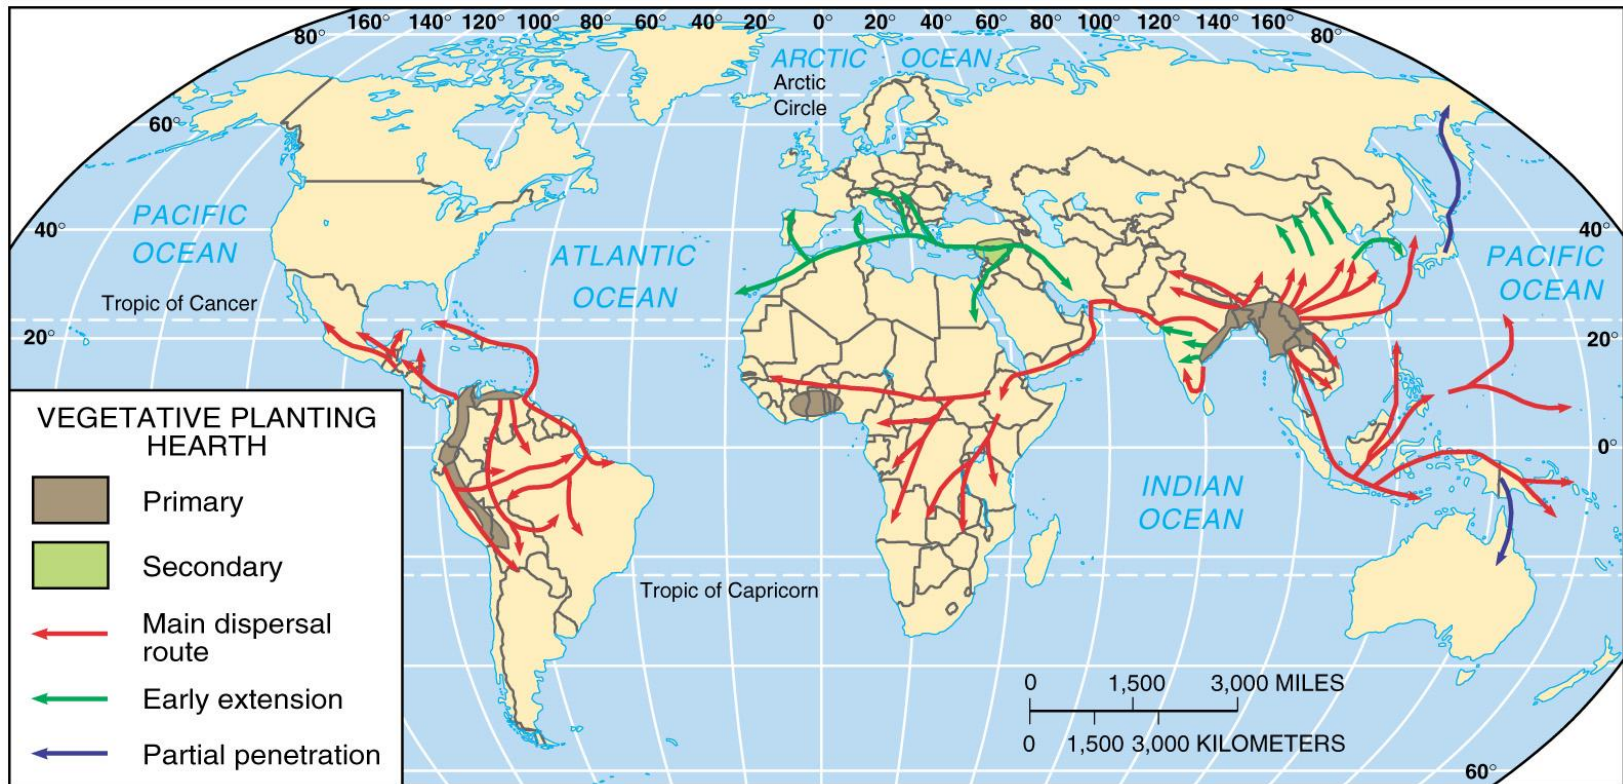 160° 140° 120° 100° 80° 60° 40° 20° 0° 20° 40° 60° 80° 100° 120° 140° 160°
80° 80°
ARCTIC OCEAN
Arctic
Circle
60°
PACIFIC
OCEAN
40° 40°
ATLANTIC
OCEAN
PACIFIC
OCEAN
Tropic of Cancer
20° 20°
0°
INDIAN
OCEAN
Tropic of Capricorn
VEGETATIVE PLANTING
HEARTH
Primary
Secondary
Main dispersal
route
Early extension
Partial penetration
0 1,500 3,000 MILES
0 1,500 3,000 KILOMETERS
60°